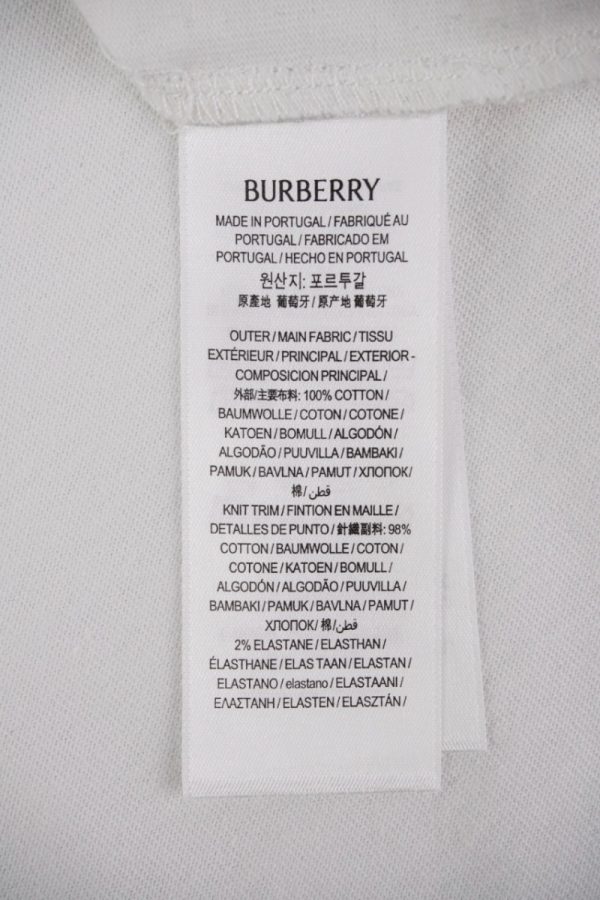 BURBERRY
MADE IN PORTUGAL / FABRIQUÉ AU
PORTUGAL / FABRICADO EM
PORTUGAL / HECHO EN PORTUGAL
원산지: 포르투갈
原產地 葡萄牙 / 原产地 葡萄牙
OUTER / MAIN FABRIC / TISSU
EXTÉRIEUR / PRINCIPAL / EXTERIOR -
COMPOSICION PRINCIPAL /
外部/主要布料: 100% COTTON /
BAUMWOLLE / COTON / COTONE /
KATOEN / BOMULL / ALGODÓN /
ALGODÃO / PUUVILLA / BAMBAKI /
PAMUK / BAVLNA / PAMUT / ХЛОПОК /
棉/ قطن /
KNIT TRIM / FINTION EN MAILLE /
DETALLES DE PUNTO / 針織副料: 98%
COTTON / BAUMWOLLE / COTON /
COTONE / KATOEN / BOMULL /
ALGODÓN / ALGODÃO / PUUVILLA /
BAMBAKI / PAMUK / BAVLNA / PAMUT /
ХЛОПОК / 棉/ قطن
2% ELASTANE / ELASTHAN /
ÉLASTHANE / ELAS TAAN / ELASTAN /
ELASTANO / elastano / ELASTAANI /
ΕΛΑΣΤΑΝΗ / ELASTEN / ELASZTÁN /